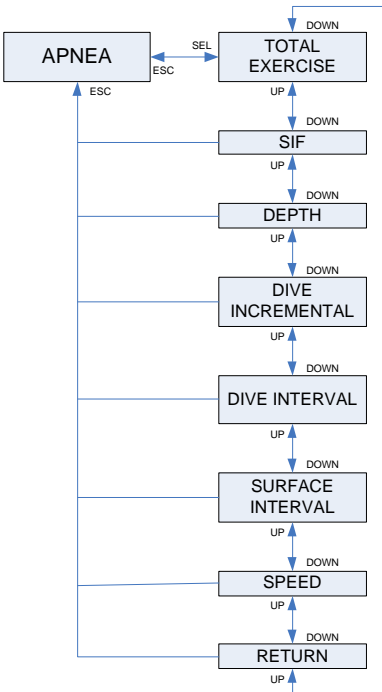 DOWN
APNEA
SEL
ESC
TOTAL
EXERCISE
ESC
UP
DOWN
SIF
UP
DOWN
DEPTH
UP
DOWN
DIVE
INCREMENTAL
UP
DOWN
DIVE INTERVAL
UP
DOWN
SURFACE
INTERVAL
UP
DOWN
SPEED
UP
DOWN
RETURN
UP